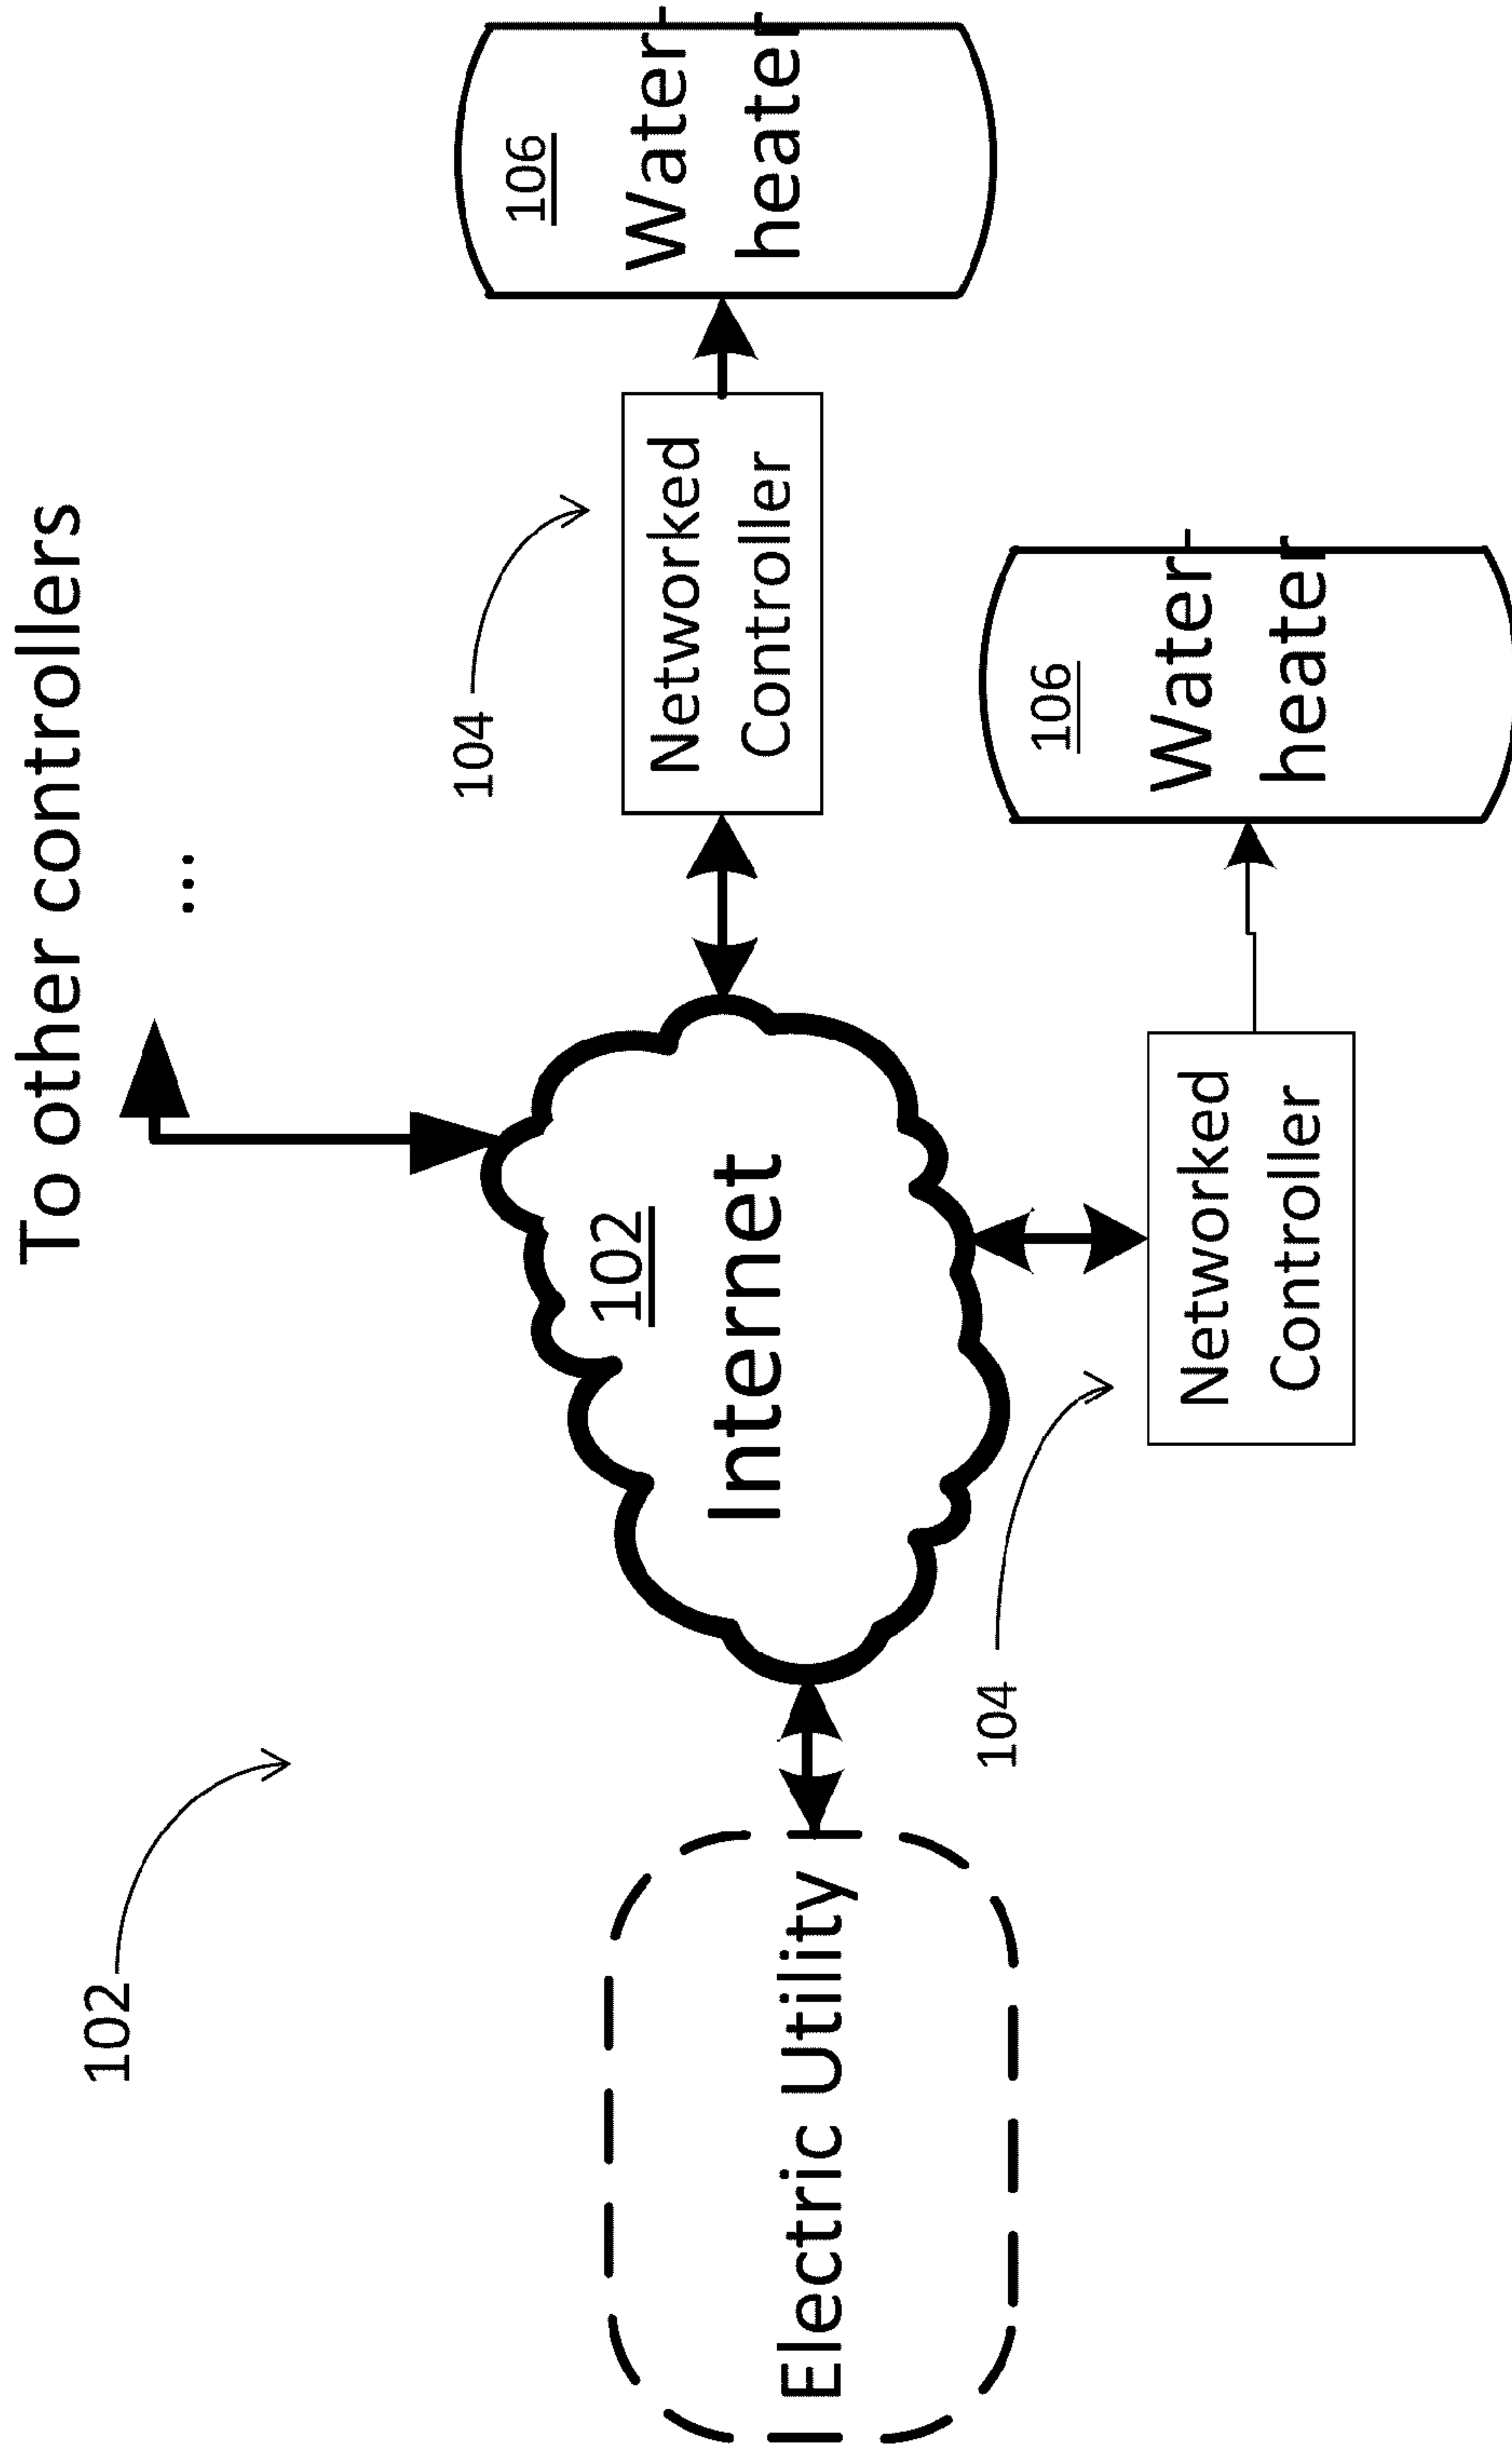 To other controllers
...
102
104
106
Water
heater
Networked
Controller
102
Internet
Electric Utility
104
106
Water
heater
Networked
Controller